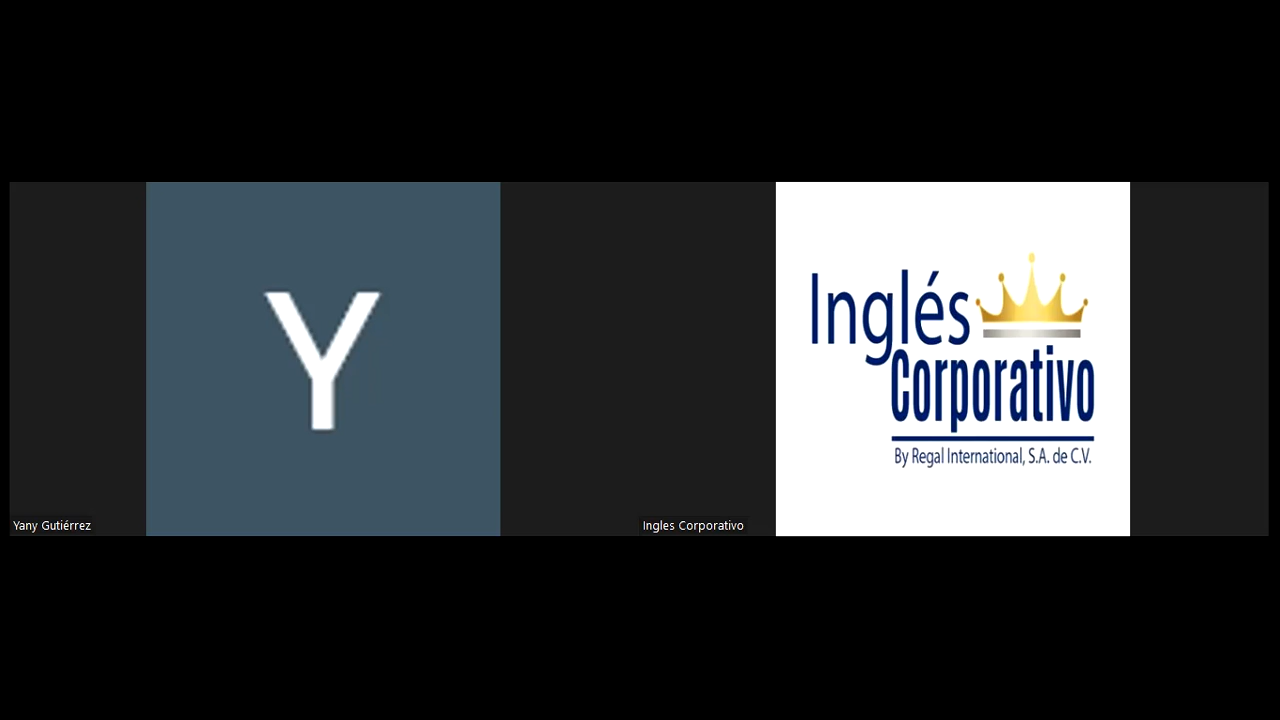 Y
Yany Gutiérrez
Inglés
Corporativo
By Regal International, S.A. de C.V.
Ingles Corporativo